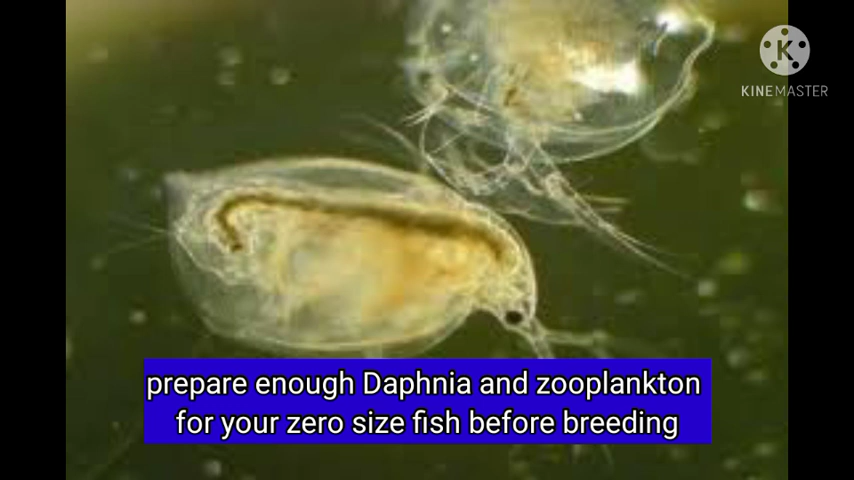 K
KINEMASTER
prepare enough Daphnia and zooplankton
for your zero size fish before breeding